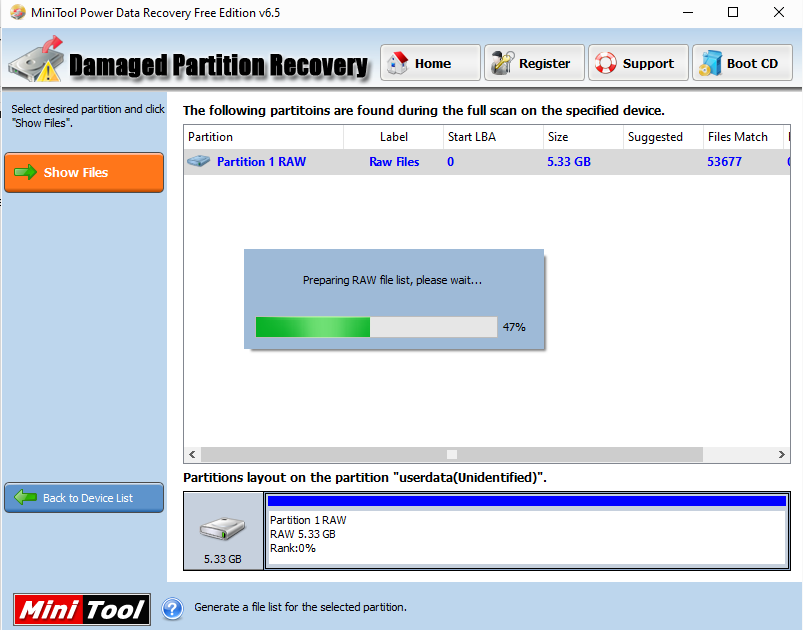 MiniTool Power Data Recovery Free Edition v6.5
Damaged Partition Recovery
Home
Register
Support
Boot CD
Select desired partition and click
"Show Files".
Show Files
Back to Device List
The following partitoins are found during the full scan on the specified device.
Partition Label Start LBA Size Suggested Files Match
Partition 1 RAW Raw Files 0 5.33 GB 53677
Preparing RAW file list, please wait...
47%
Partitions layout on the partition "userdata(Unidentified)".
5.33 GB
Partition 1 RAW
RAW 5.33 GB
Rank:0%
Mini Tool
? Generate a file list for the selected partition.